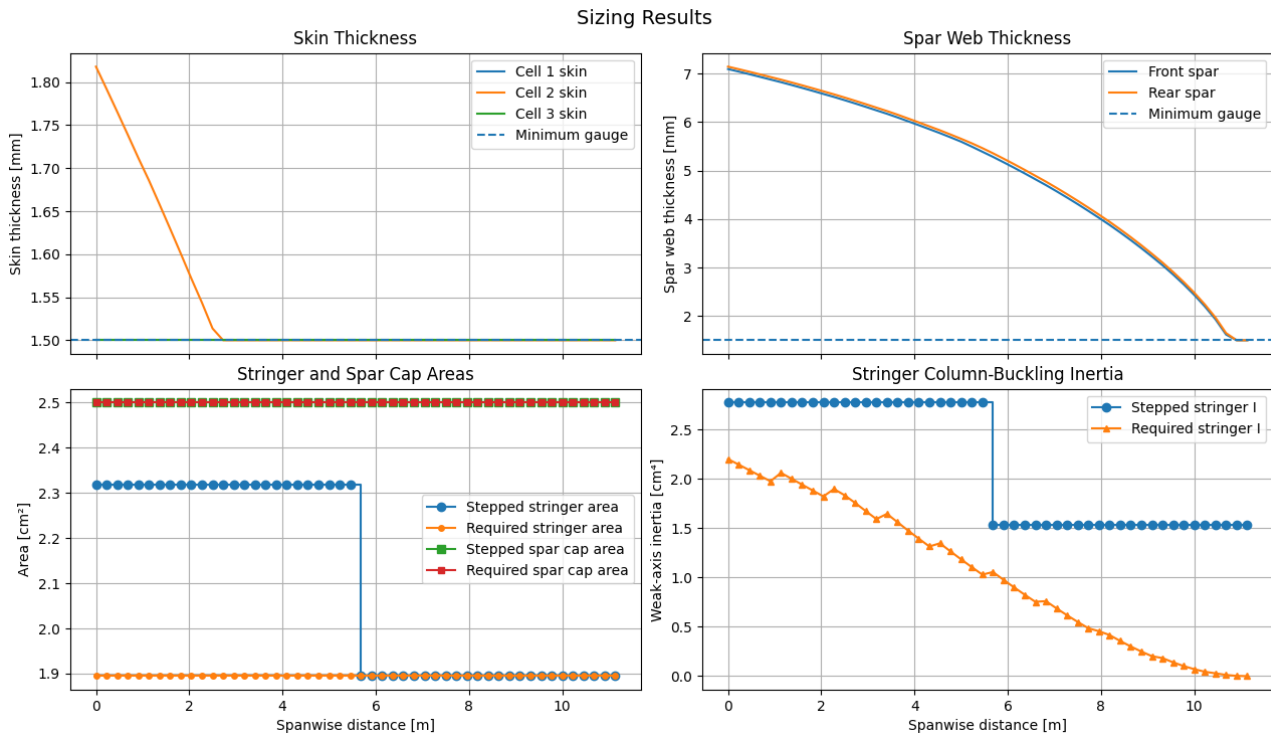 Sizing Results
Skin Thickness
Skin thickness [mm]
1.80
1.75
1.70
1.65
1.60
1.55
1.50
0 2 4 6 8 10
Cell 1 skin
Cell 2 skin
Cell 3 skin
Minimum gauge
Spar Web Thickness
Spar web thickness [mm]
7
6
5
4
3
2
Front spar
Rear spar
Minimum gauge
Stringer and Spar Cap Areas
Area [cm²]
2.5
2.4
2.3
2.2
2.1
2.0
1.9
Stepped stringer area
Required stringer area
Stepped spar cap area
Required spar cap area
0 2 4 6 8 10
Spanwise distance [m]
Stringer Column-Buckling Inertia
Weak-axis inertia [cm⁴]
2.5
2.0
1.5
1.0
0.5
0.0
Stepped stringer I
Required stringer I
0 2 4 6 8 10
Spanwise distance [m]